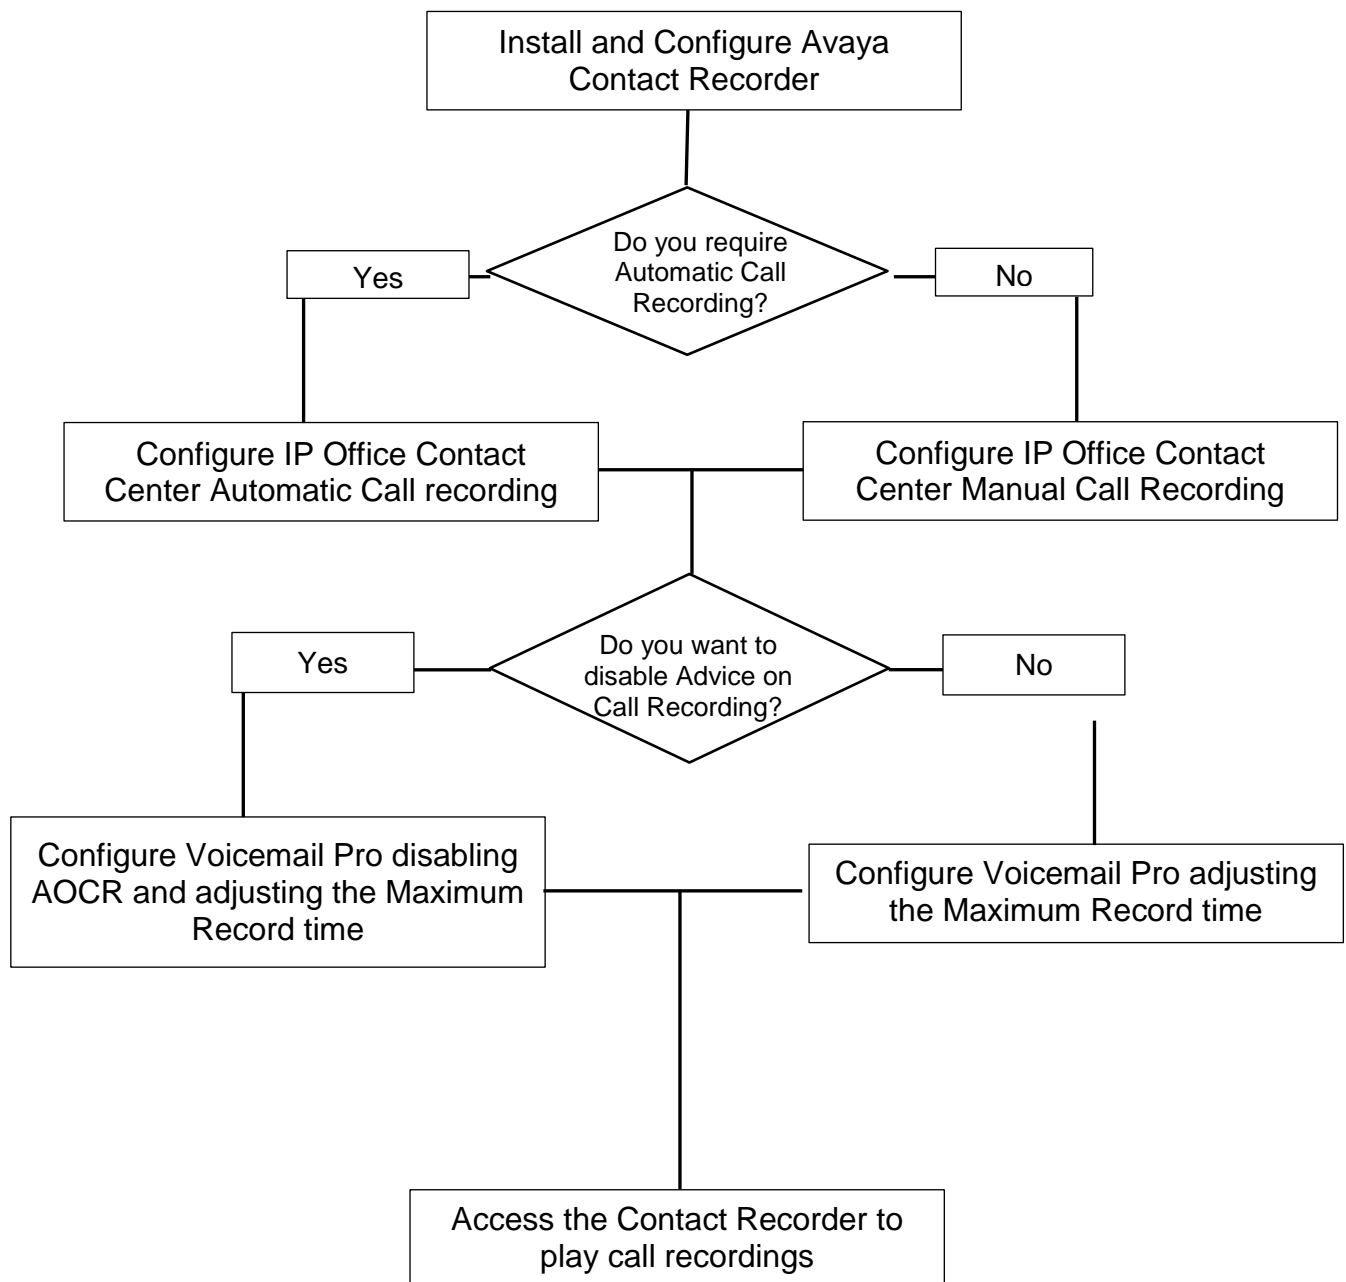 Install and Configure Avaya
Contact Recorder
Do you require
Automatic Call
Recording?
Yes
No
Configure IP Office Contact
Center Automatic Call recording
Configure IP Office Contact
Center Manual Call Recording
Do you want to
disable Advice on
Call Recording?
Yes
No
Configure Voicemail Pro disabling
AOCR and adjusting the Maximum
Record time
Configure Voicemail Pro adjusting
the Maximum Record time
Access the Contact Recorder to
play call recordings